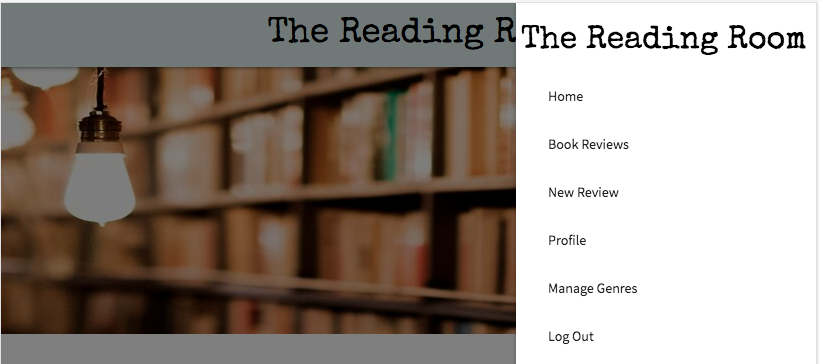 The Reading R
The Reading Room
Home
Book Reviews
New Review
Profile
Manage Genres
Log Out